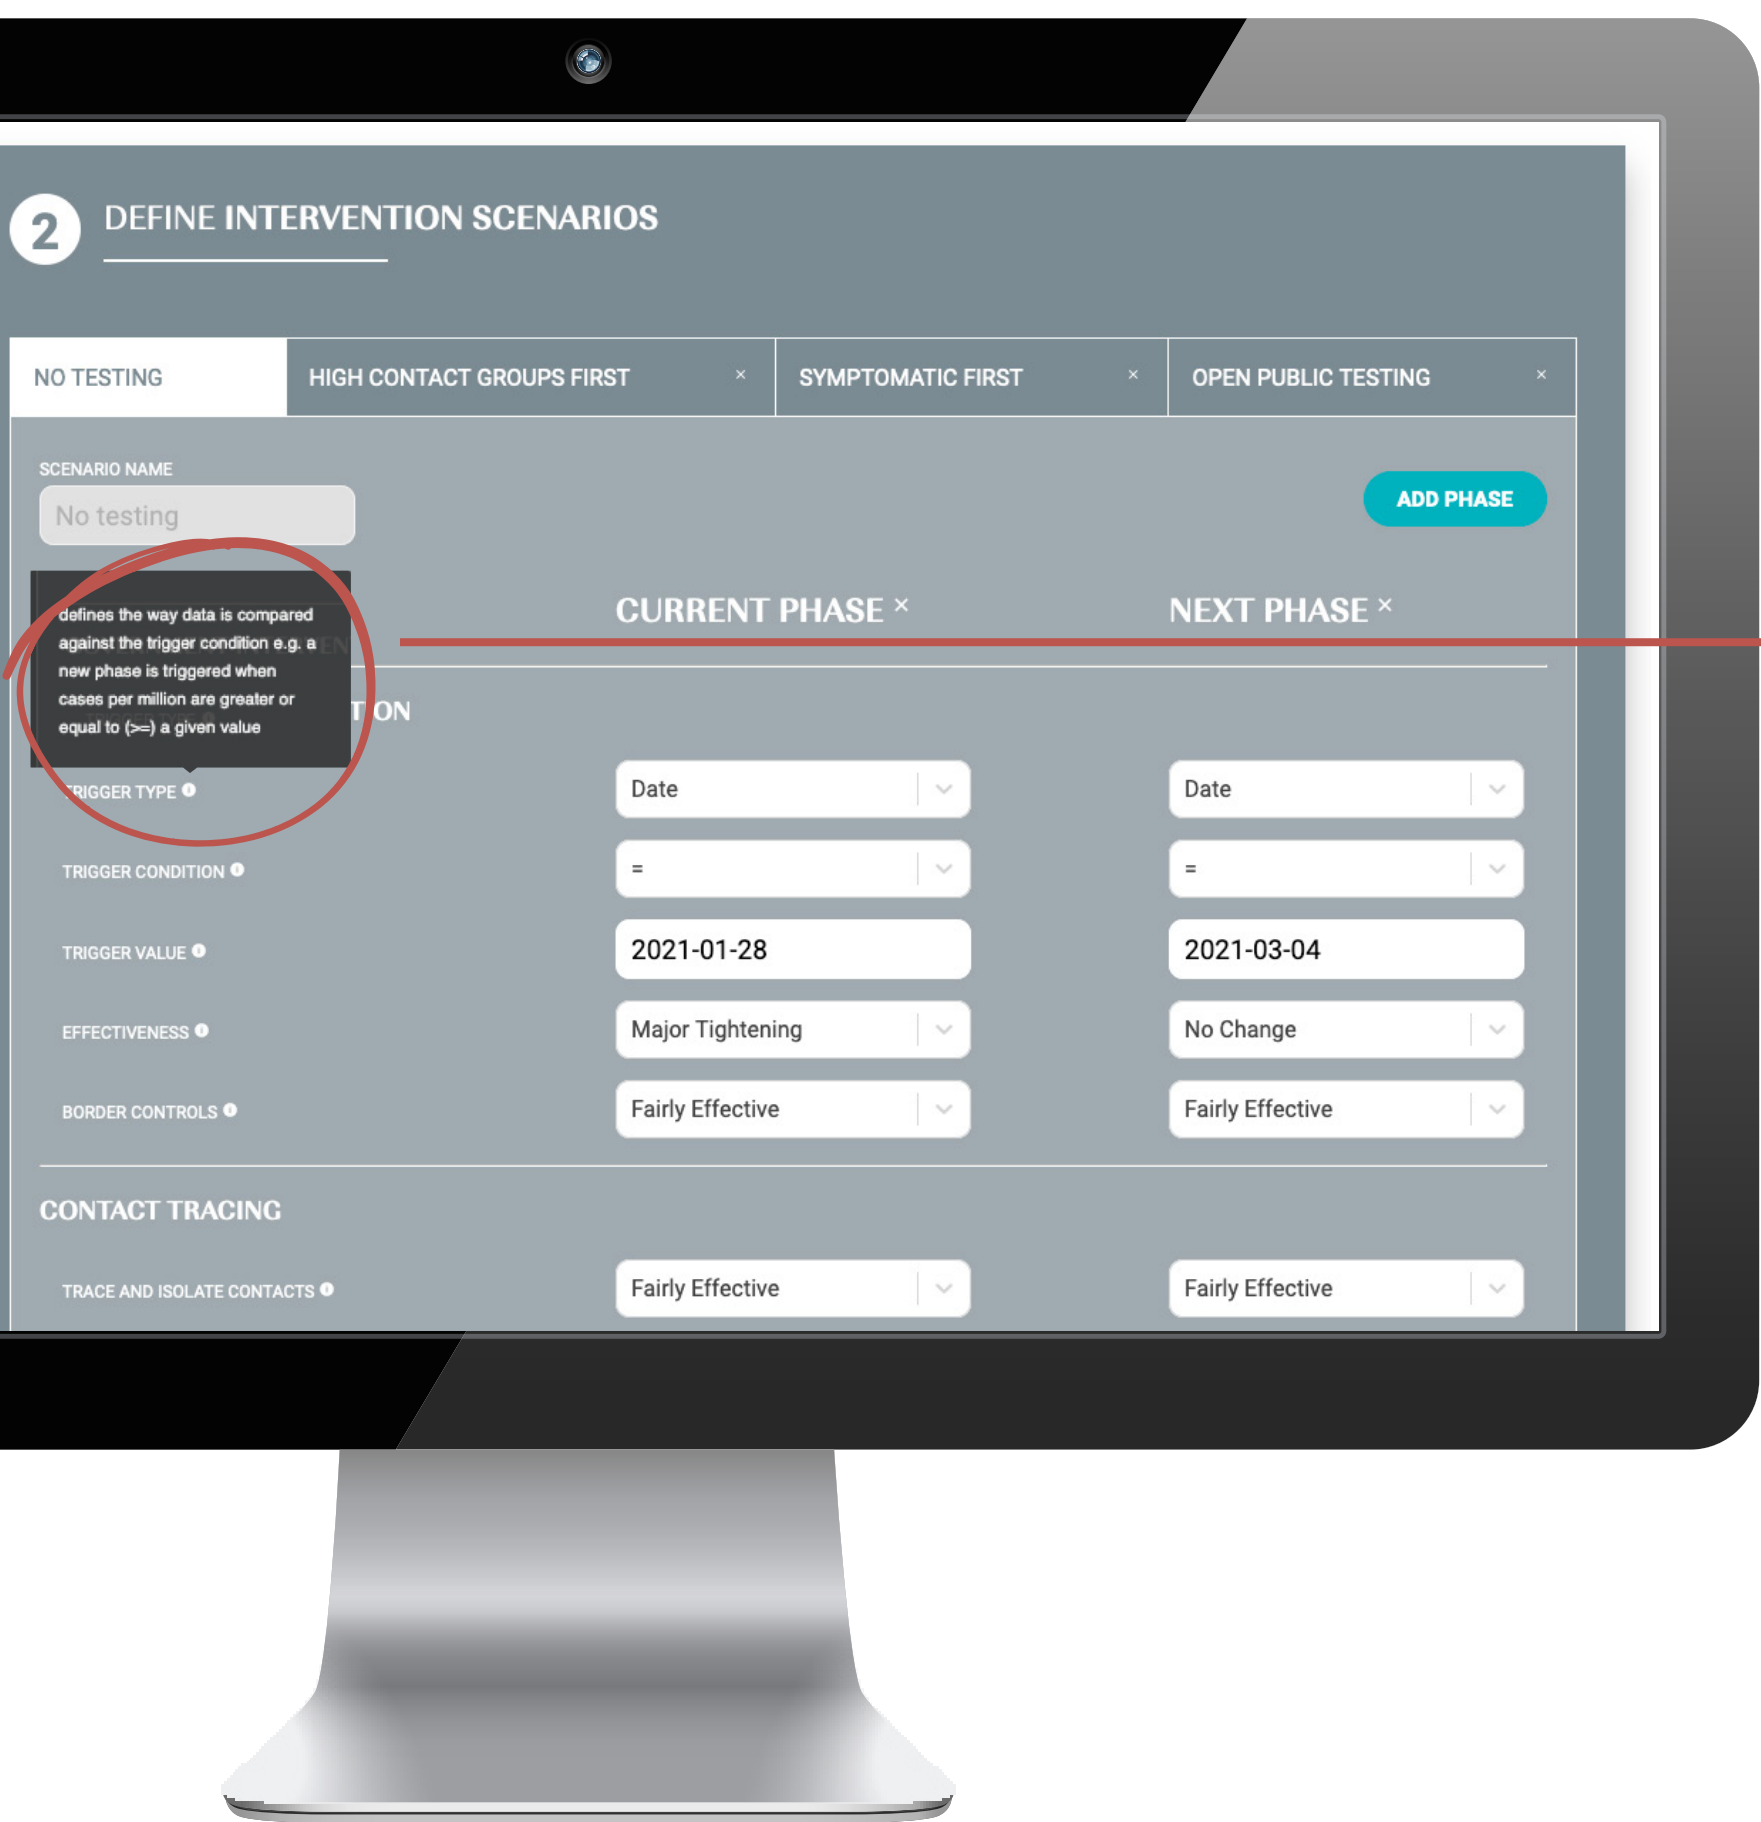 2 DEFINE INTERVENTION SCENARIOS
NO TESTING HIGH CONTACT GROUPS FIRST × SYMPTOMATIC FIRST × OPEN PUBLIC TESTING ×
SCENARIO NAME
No testing
ADD PHASE
defines the way data is compared
against the trigger condition e.g. a
new phase is triggered when
cases per million are greater or
equal to (>=) a given value
CURRENT PHASE × NEXT PHASE ×
TRIGGER TYPE Date Date
TRIGGER CONDITION = =
TRIGGER VALUE 2021-01-28 2021-03-04
EFFECTIVENESS Major Tightening No Change
BORDER CONTROLS Fairly Effective Fairly Effective
CONTACT TRACING
TRACE AND ISOLATE CONTACTS Fairly Effective Fairly Effective